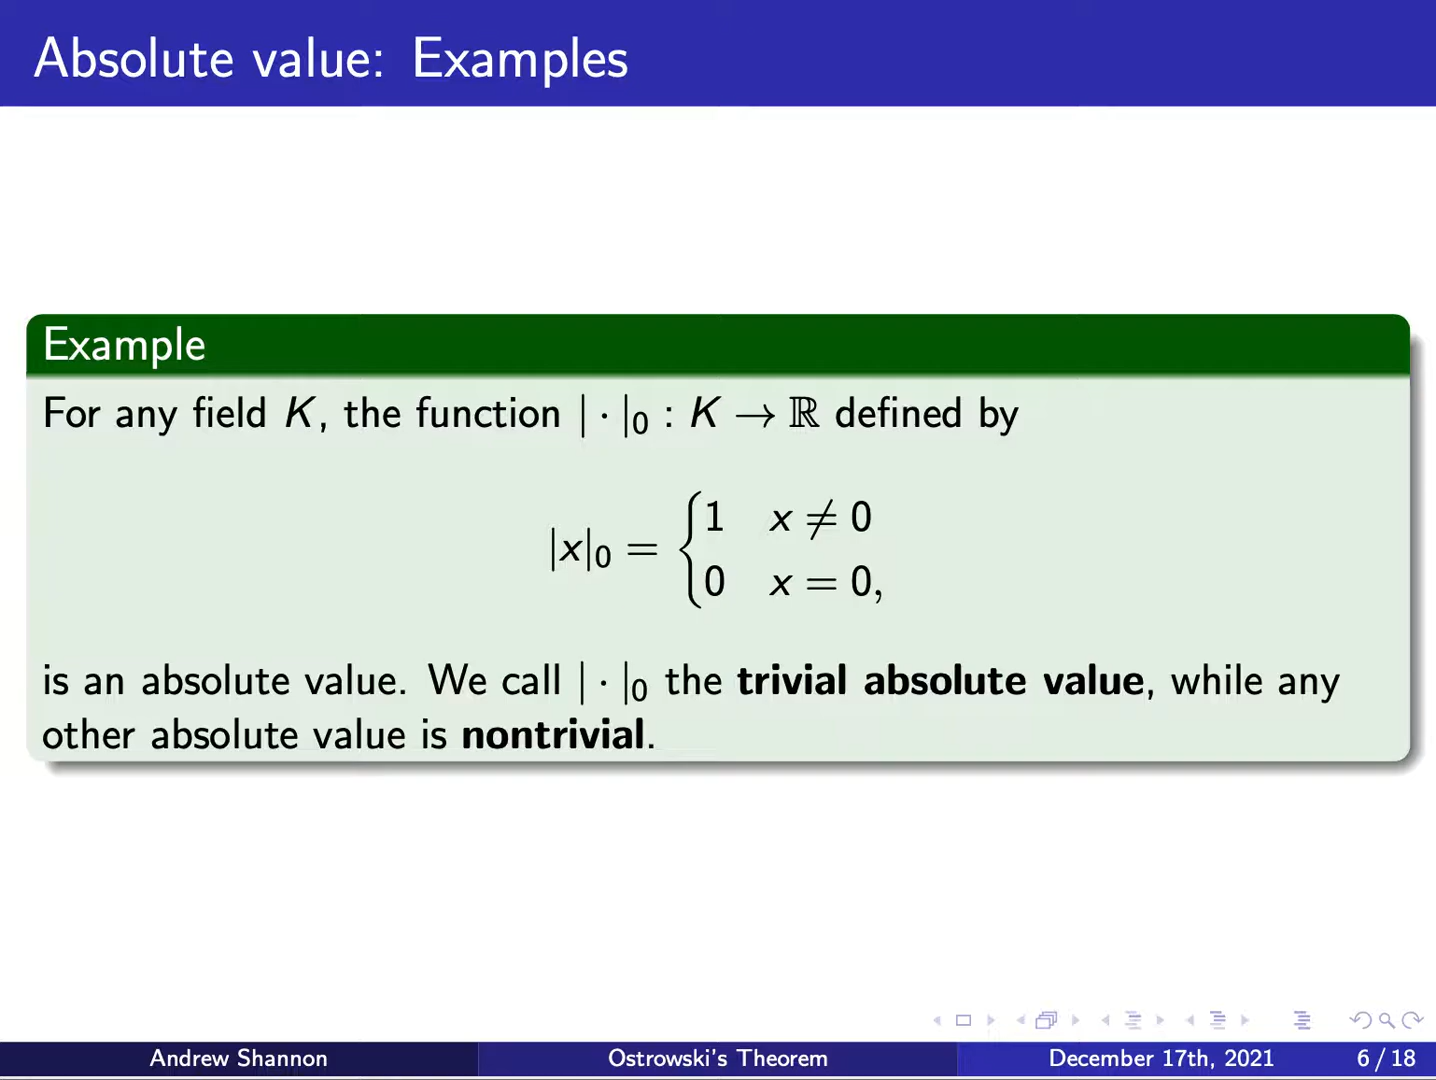 Absolute value: Examples
Example
For any field K, the function | · |₀ : K → ℝ defined by
|x|₀ = { 1 x ≠ 0
0 x = 0,
is an absolute value. We call | · |₀ the trivial absolute value, while any
other absolute value is nontrivial.
Andrew Shannon Ostrowski's Theorem December 17th, 2021 6 / 18